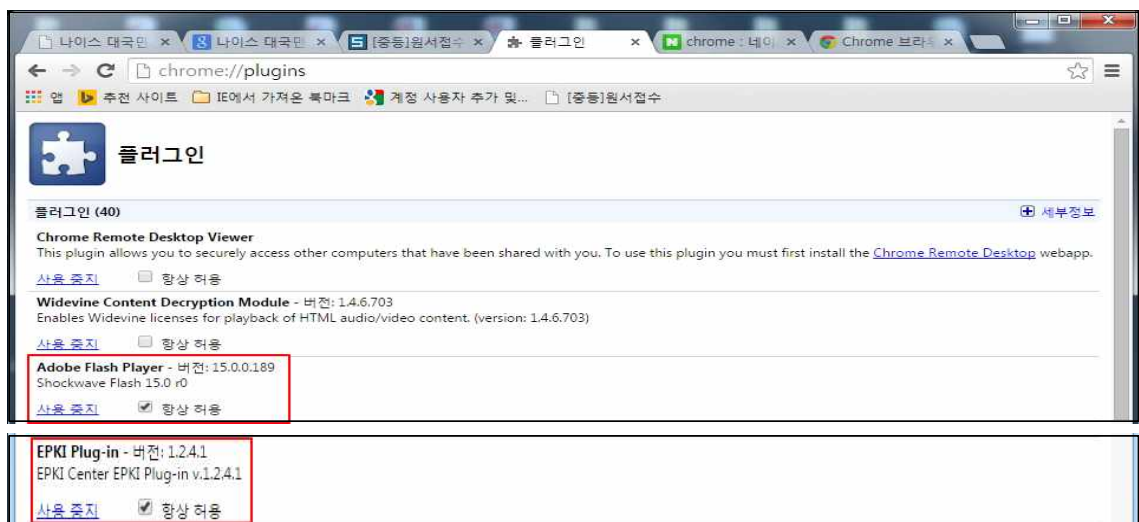 나이스 대국민
나이스 대국민
[중등]원서접수
플러그인
chrome : 네이
Chrome 브라우
chrome://plugins
앱
추천 사이트
IE에서 가져온 북마크
계정 사용자 추가 및...
[중등]원서접수
플러그인
플러그인 (40)
세부정보
Chrome Remote Desktop Viewer
This plugin allows you to securely access other computers that have been shared with you. To use this plugin you must first install the Chrome Remote Desktop webapp.
사용 중지 항상 허용
Widevine Content Decryption Module - 버전: 1.4.6.703
Enables Widevine licenses for playback of HTML audio/video content. (version: 1.4.6.703)
사용 중지 항상 허용
Adobe Flash Player - 버전: 15.0.0.189
Shockwave Flash 15.0 r0
사용 중지 항상 허용
EPKI Plug-in - 버전: 1.2.4.1
EPKI Center EPKI Plug-in v.1.2.4.1
사용 중지 항상 허용